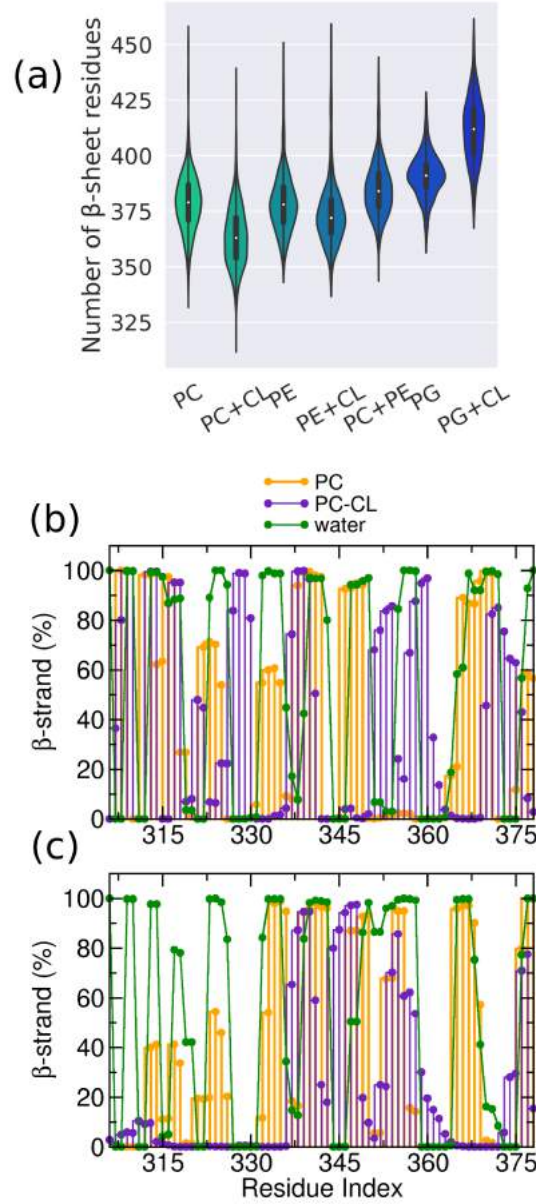 (a)
Number of β-sheet residues
450
425
400
375
350
325
PC
PC+CL
PE
PE+CL
PC+PE
PG
PG+CL
PC
PC-CL
water
(b)
β-strand (%)
100
80
60
40
20
0
315
330
345
360
375
(c)
β-strand (%)
100
80
60
40
20
0
315
330
345
360
375
Residue Index